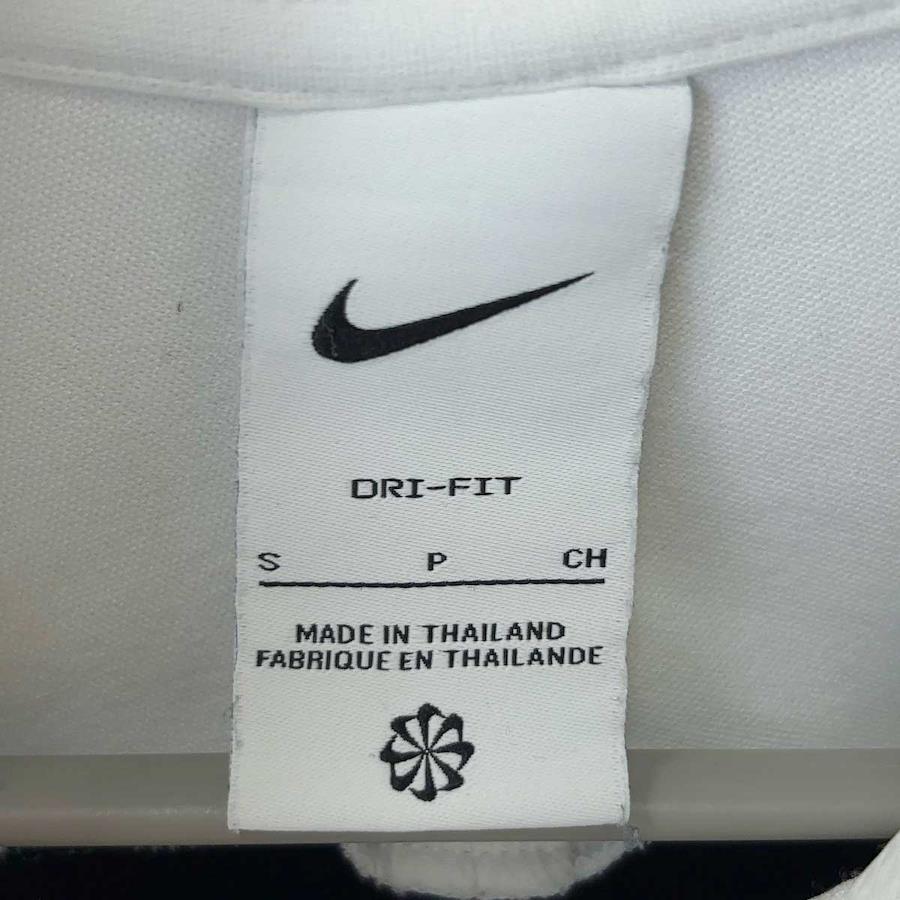 DRI-FIT
S P CH
MADE IN THAILAND
FABRIQUE EN THAILANDE